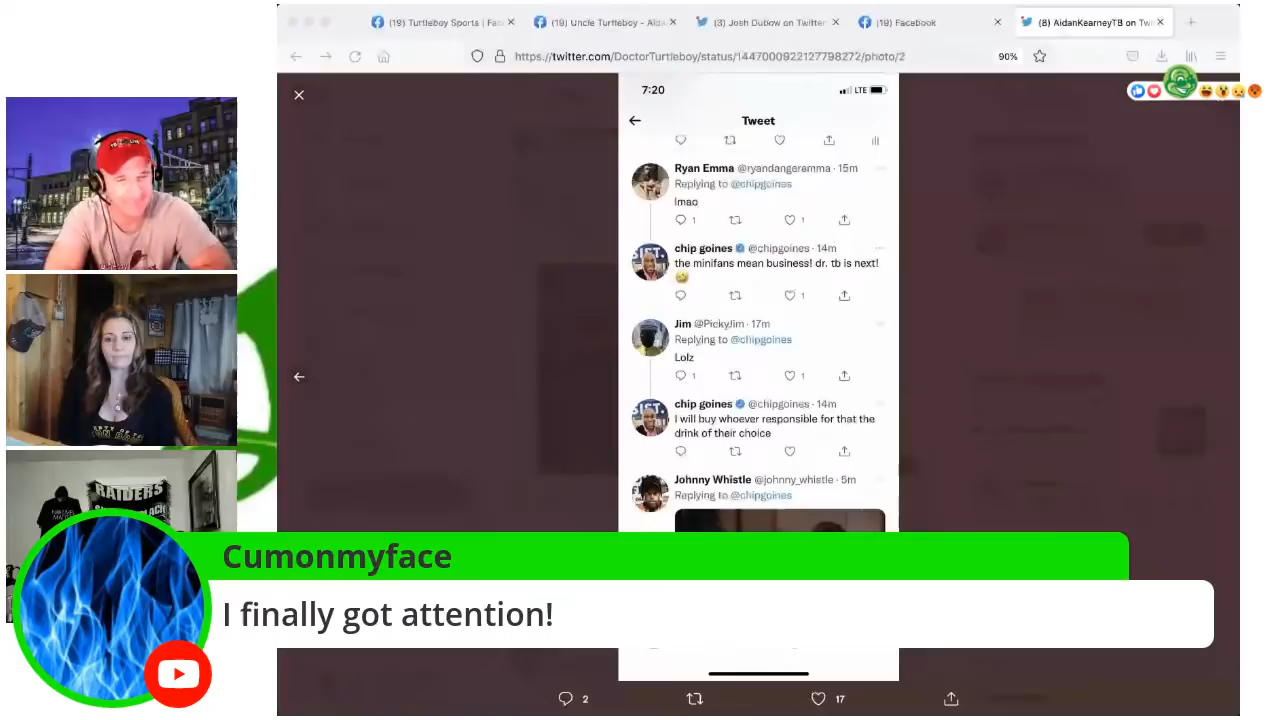 (19) Turtleboy Sports | Fac
(19) Uncle Turtleboy - Aida
(3) Josh Dubow on Twitter
(19) Facebook
(8) AidanKearneyTB on Twi
https://twitter.com/DoctorTurtleboy/status/1447000922127798272/photo/2
90%
7:20
LTE
Tweet
Ryan Emma @ryandangeremma · 15m
Replying to @chipgoines
lmao
1
1
chip goines @chipgoines · 14m
the minifans mean business! dr. tb is next!
1
Jim @PickyJim · 17m
Replying to @chipgoines
Lolz
1
1
chip goines @chipgoines · 14m
I will buy whoever responsible for that the
drink of their choice
Johnny Whistle @johnny_whistle · 5m
Replying to @chipgoines
RAIDERS
Cumonmyface
I finally got attention!
2
17